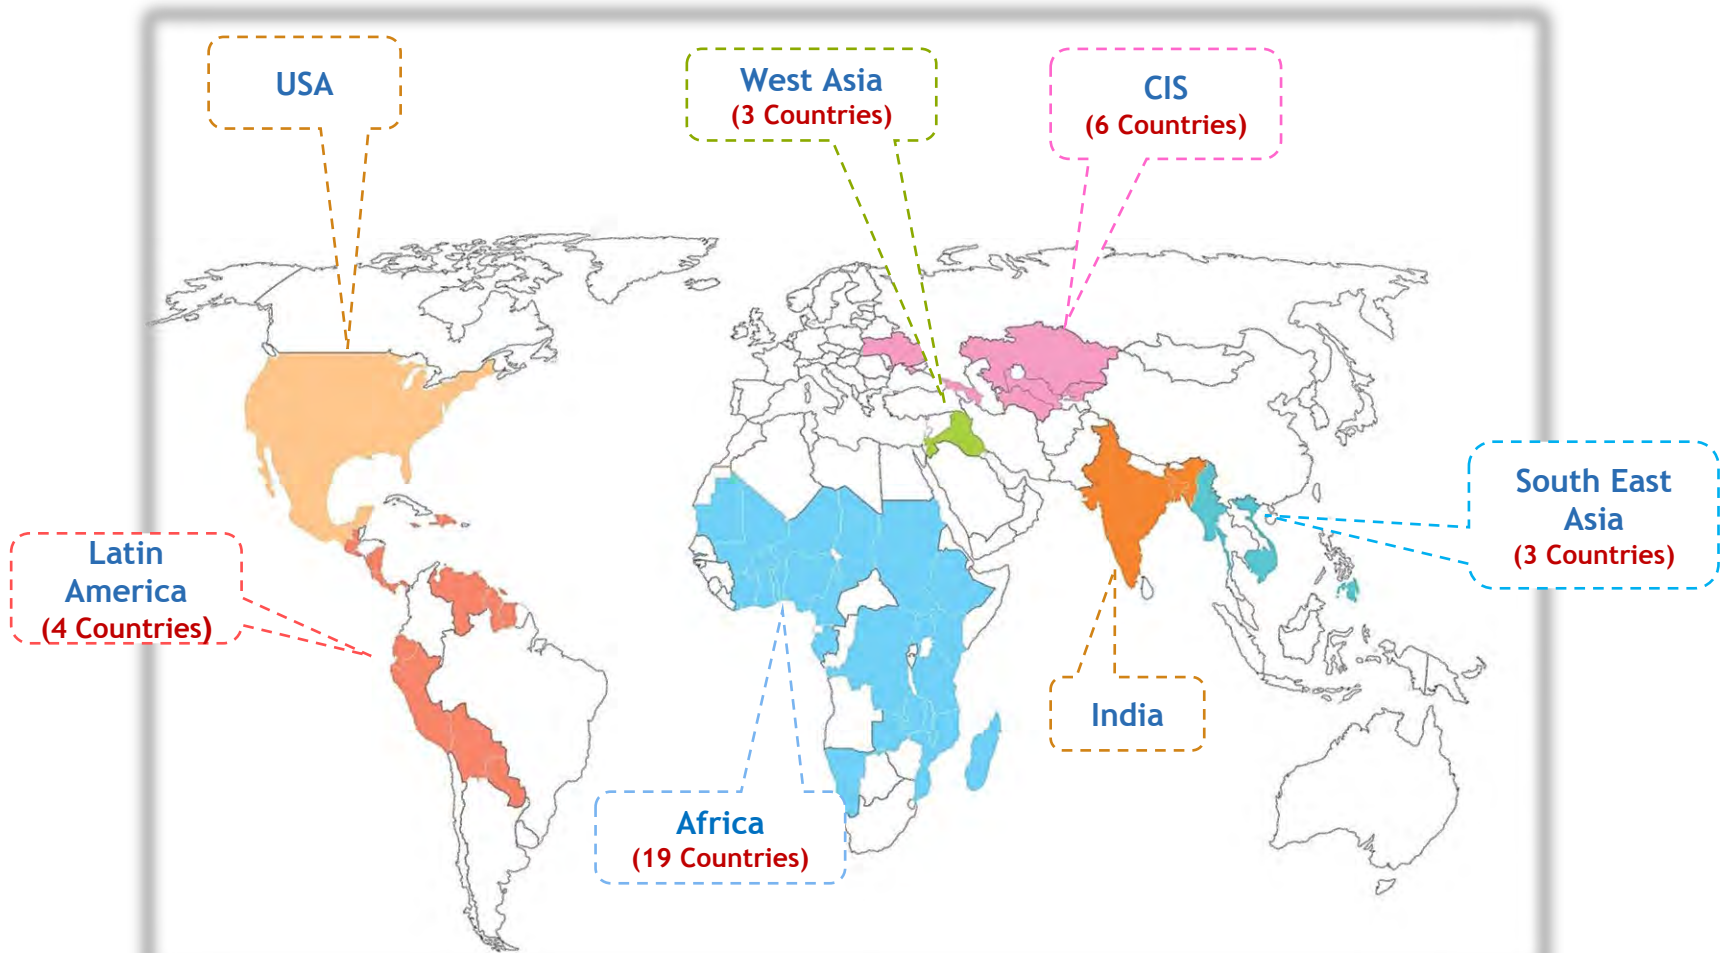 USA
West Asia
(3 Countries)
CIS
(6 Countries)
South East
Asia
(3 Countries)
Latin
America
(4 Countries)
India
Africa
(19 Countries)